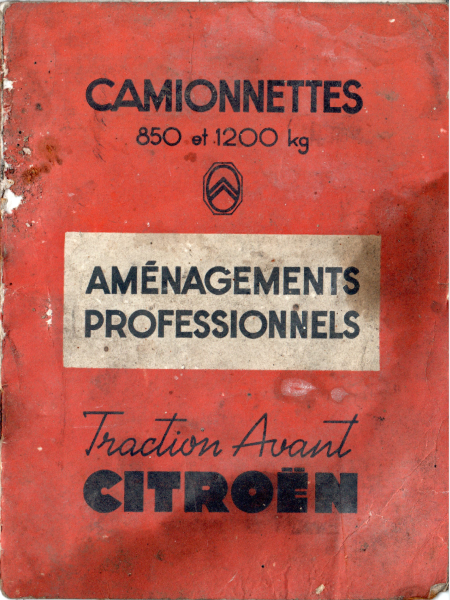 CAMIONNETTES
850 et 1200 kg
AMÉNAGEMENTS
PROFESSIONNELS
Traction Avant
CITROËN